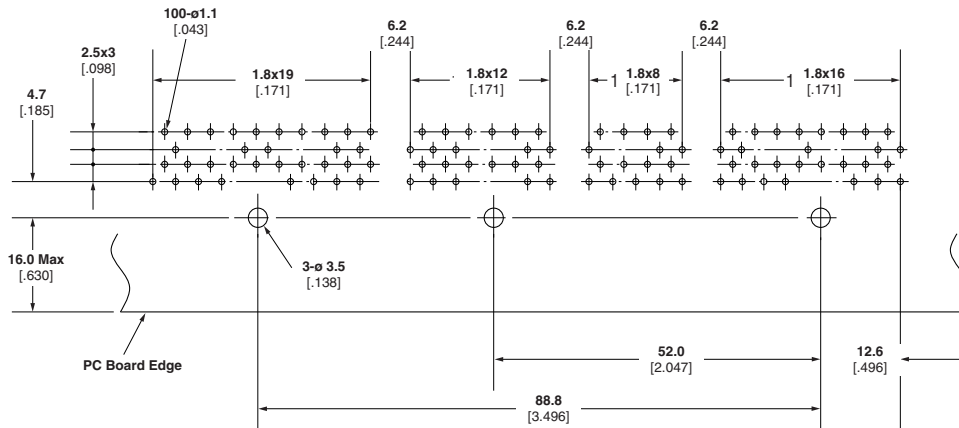 100-ø1.1
[.043]
2.5x3
[.098]
4.7
[.185]
1.8x19
[.171]
6.2
[.244]
1.8x12
[.171]
6.2
[.244]
1 1.8x8
[.171]
6.2
[.244]
1 1.8x16
[.171]
16.0 Max
[.630]
3-ø 3.5
[.138]
PC Board Edge
52.0
[2.047]
12.6
[.496]
88.8
[3.496]